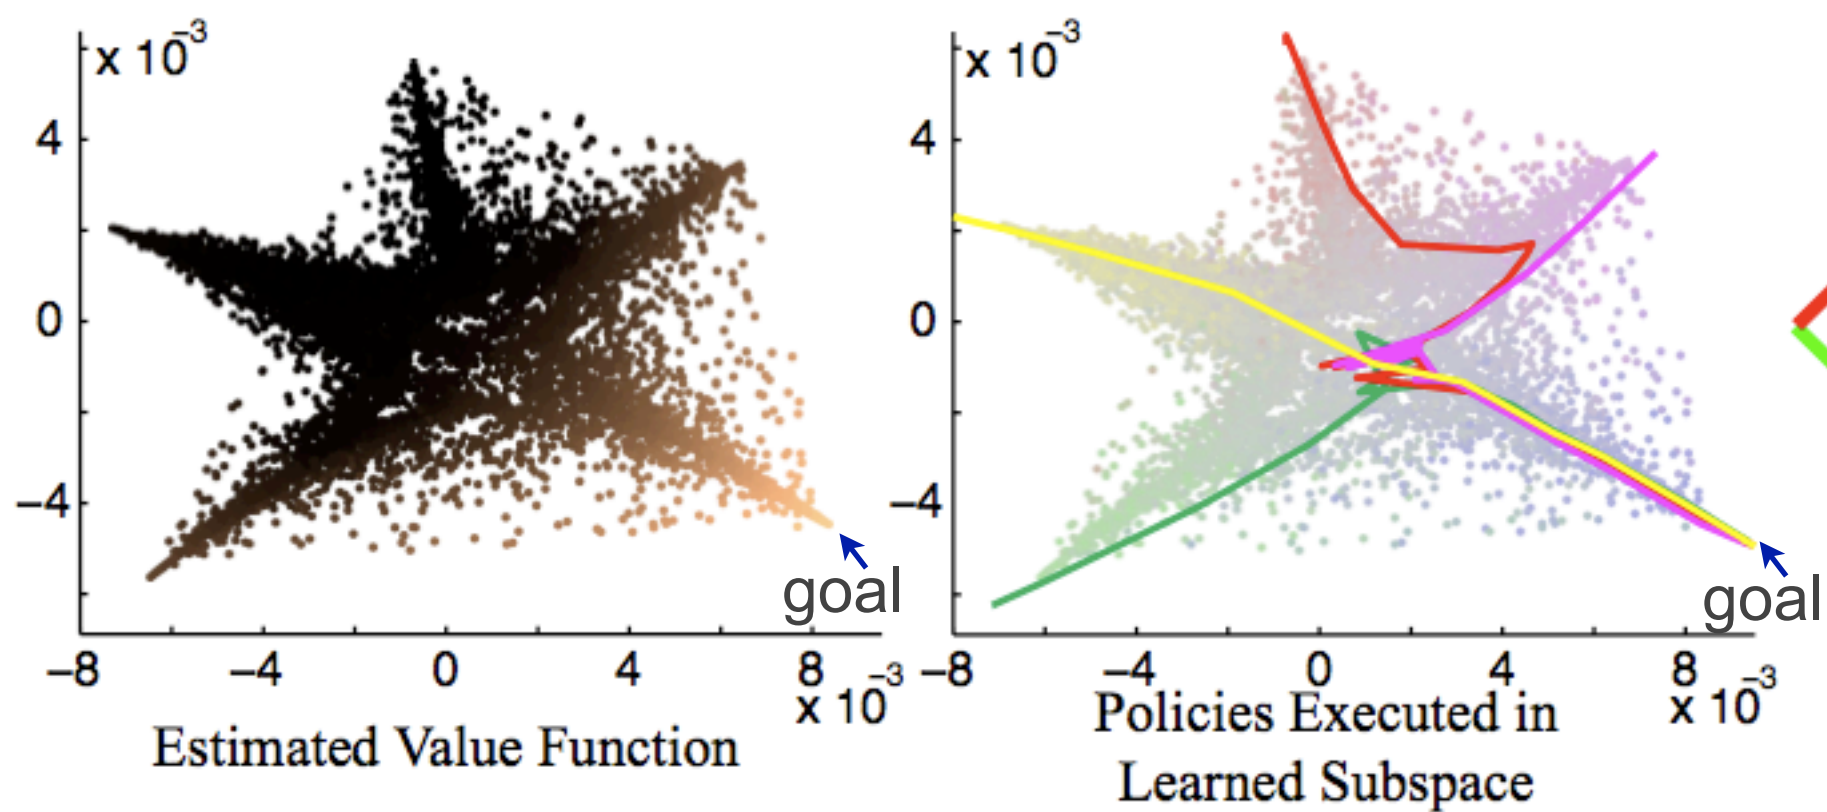 x 10−3
4
0
−4
−8
−4
0
4
8
x 10−3
goal
Estimated Value Function
x 10−3
4
0
−4
−8
−4
0
4
8
x 10−3
goal
Policies Executed in
Learned Subspace